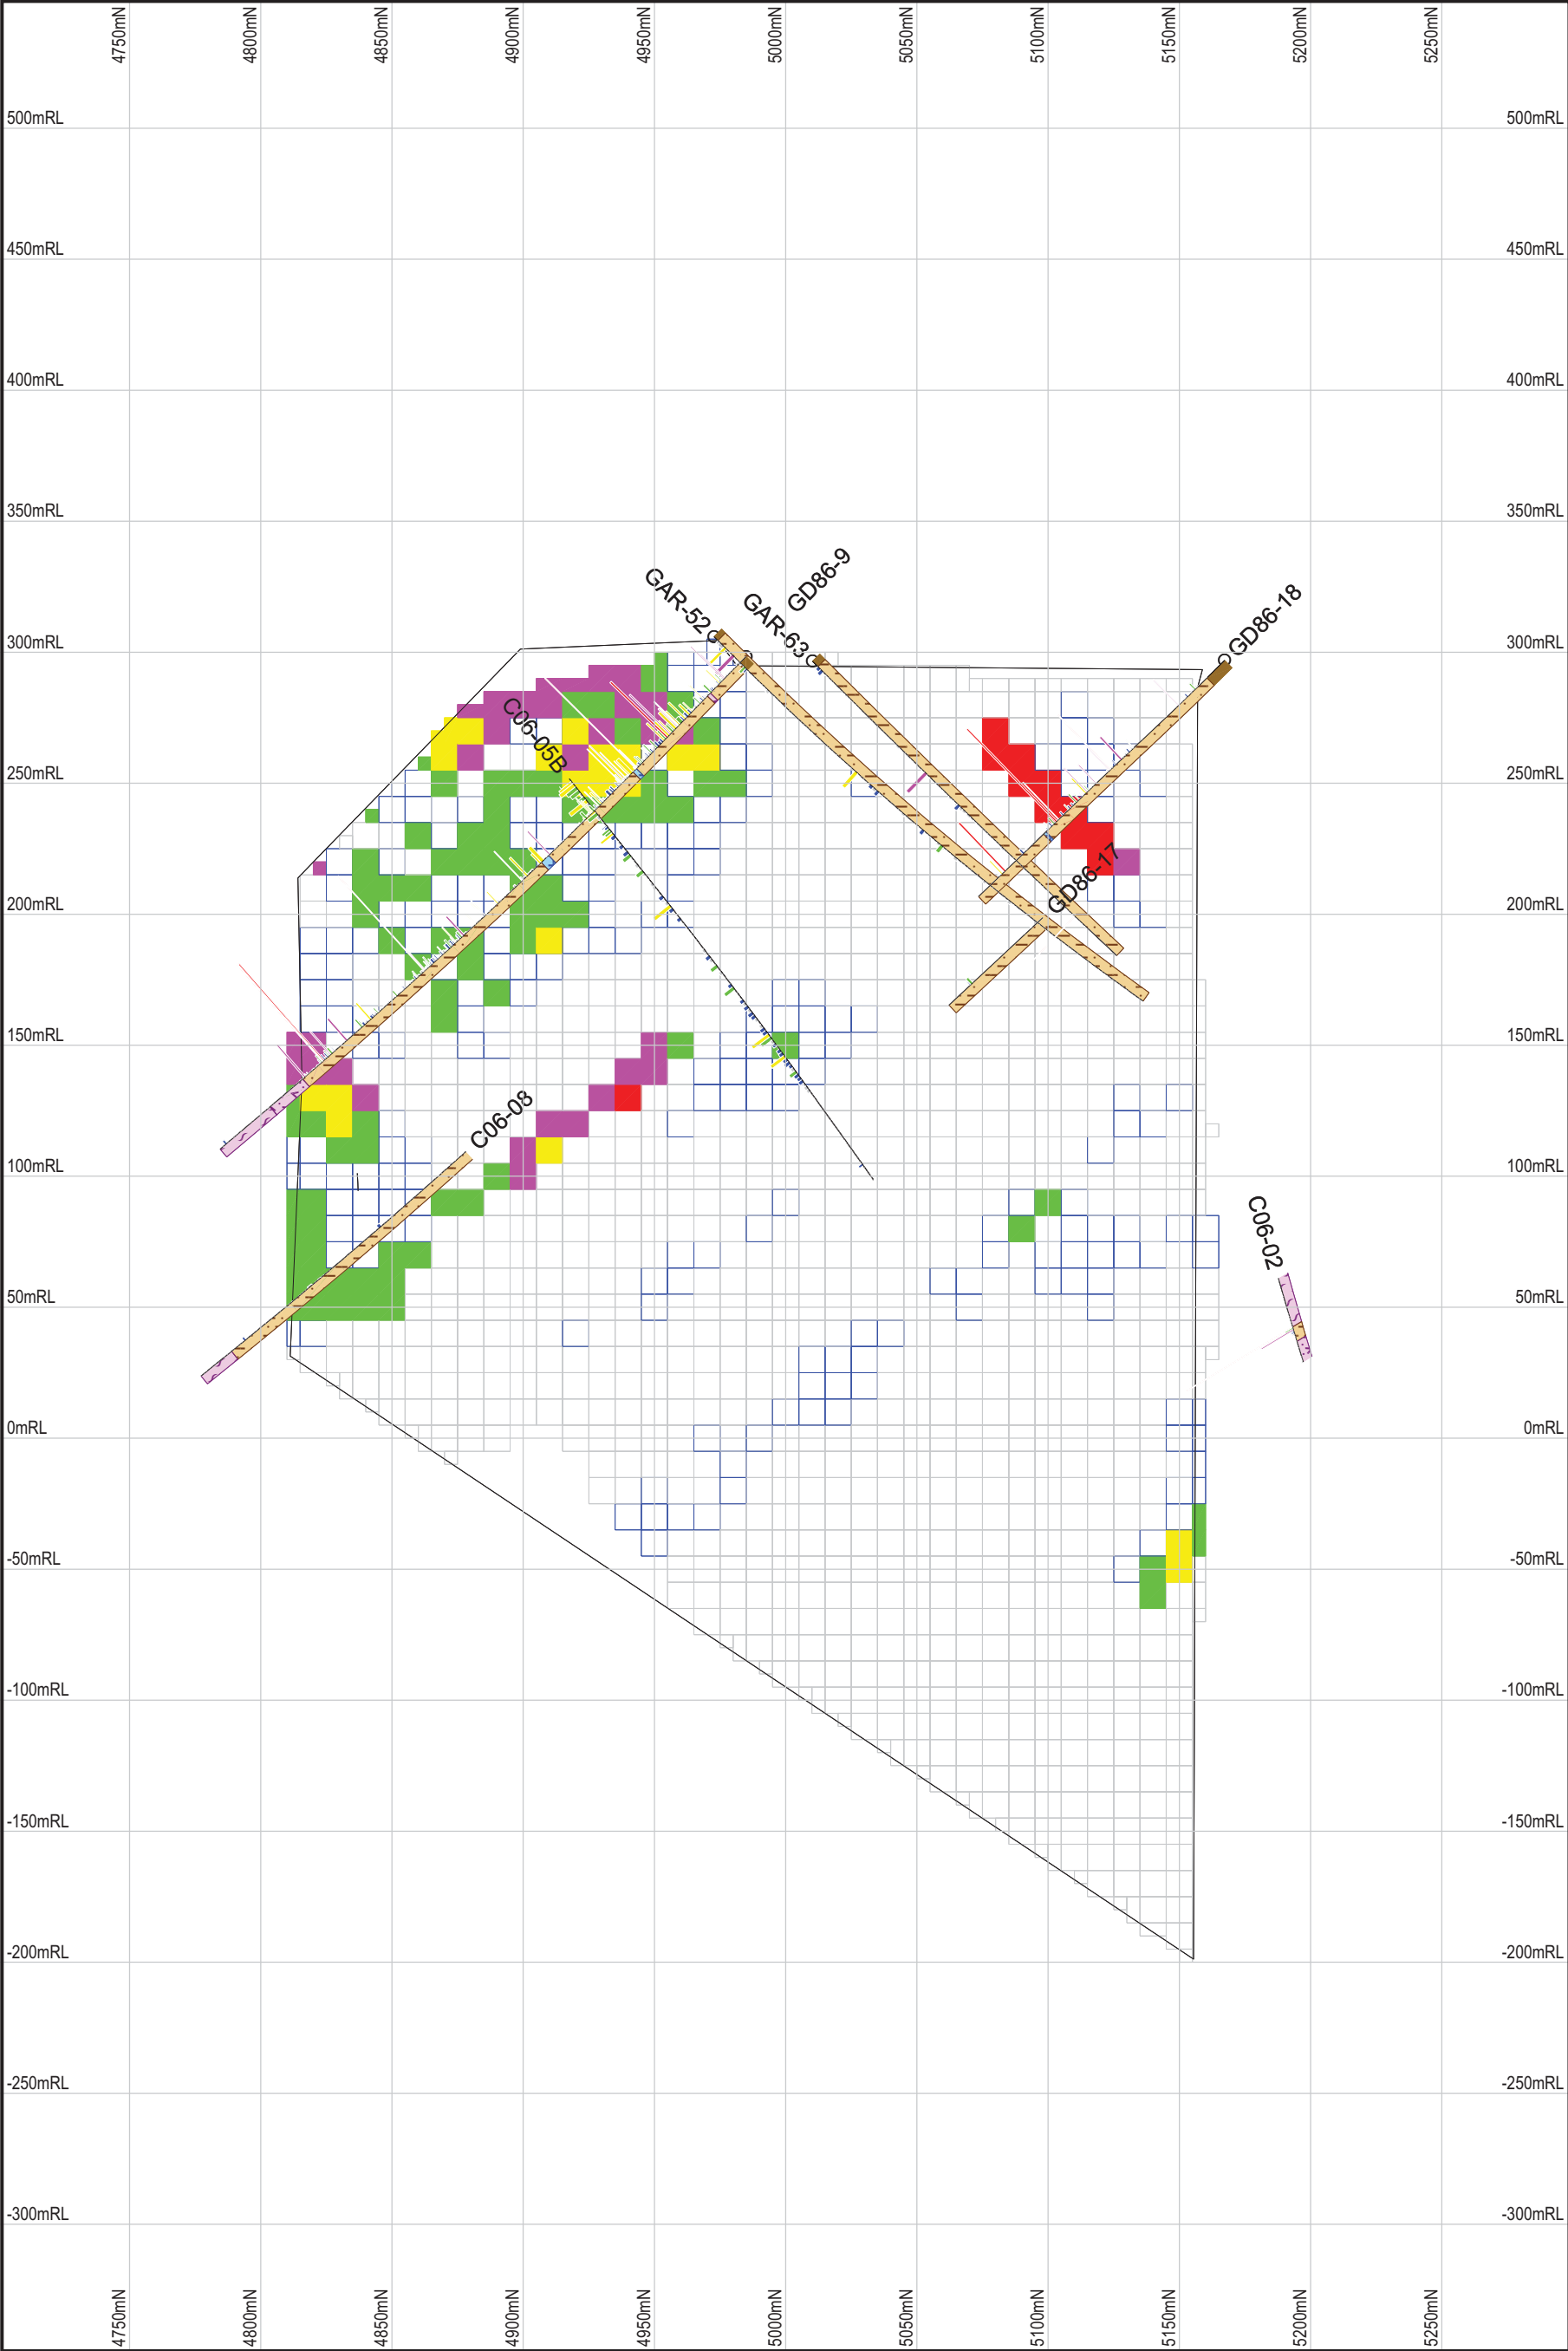 4750mN 4800mN 4850mN 4900mN 4950mN 5000mN 5050mN 5100mN 5150mN 5200mN 5250mN
500mRL 500mRL
450mRL 450mRL
400mRL 400mRL
350mRL 350mRL
GAR-52
GAR-63
GD86-9
GD86-18
300mRL 300mRL
C06-05B
250mRL 250mRL
GD86-17
200mRL 200mRL
150mRL 150mRL
C06-08
100mRL 100mRL
C06-02
50mRL 50mRL
0mRL 0mRL
-50mRL -50mRL
-100mRL -100mRL
-150mRL -150mRL
-200mRL -200mRL
-250mRL -250mRL
-300mRL -300mRL
4750mN 4800mN 4850mN 4900mN 4950mN 5000mN 5050mN 5100mN 5150mN 5200mN 5250mN